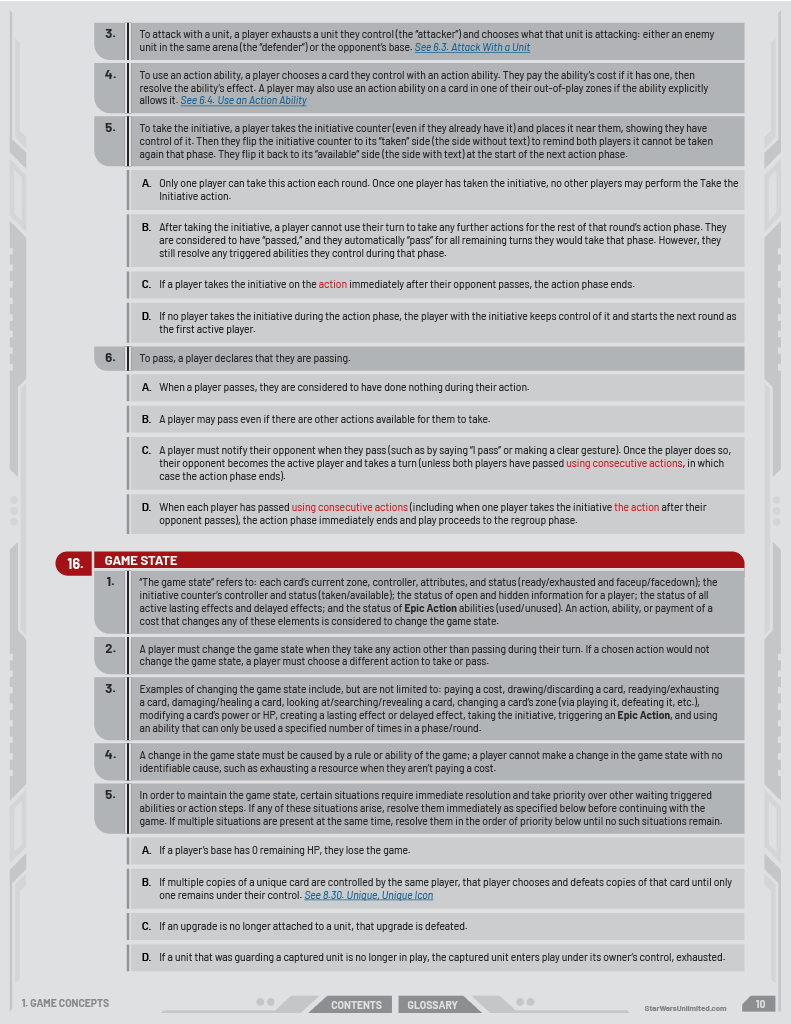 3. To attack with a unit, a player exhausts a unit they control (the “attacker”) and chooses what that unit is attacking: either an enemy
unit in the same arena (the “defender”) or the opponent’s base. See 6.3. Attack With a Unit
4. To use an action ability, a player chooses a card they control with an action ability. They pay the ability’s cost if it has one, then
resolve the ability’s effect. A player may also use an action ability on a card in one of their out-of-play zones if the ability explicitly
allows it. See 6.4. Use an Action Ability
5. To take the initiative, a player takes the initiative counter (even if they already have it) and places it near them, showing they have
control of it. Then they flip the initiative counter to its “taken” side (the side without text) to remind both players it cannot be taken
again that phase. They flip it back to its “available” side (the side with text) at the start of the next action phase.
A. Only one player can take this action each round. Once one player has taken the initiative, no other players may perform the Take the
Initiative action.
B. After taking the initiative, a player cannot use their turn to take any further actions for the rest of that round’s action phase. They
are considered to have “passed,” and they automatically “pass” for all remaining turns they would take that phase. However, they
still resolve any triggered abilities they control during that phase.
C. If a player takes the initiative on the action immediately after their opponent passes, the action phase ends.
D. If no player takes the initiative during the action phase, the player with the initiative keeps control of it and starts the next round as
the first active player.
6. To pass, a player declares that they are passing.
A. When a player passes, they are considered to have done nothing during their action.
B. A player may pass even if there are other actions available for them to take.
C. A player must notify their opponent when they pass (such as by saying “I pass” or making a clear gesture). Once the player does so,
their opponent becomes the active player and takes a turn (unless both players have passed using consecutive actions, in which
case the action phase ends).
D. When each player has passed using consecutive actions (including when one player takes the initiative the action after their
opponent passes), the action phase immediately ends and play proceeds to the regroup phase.
16. GAME STATE
1. “The game state” refers to: each card’s current zone, controller, attributes, and status (ready/exhausted and faceup/facedown); the
initiative counter’s controller and status (taken/available); the status of open and hidden information for a player; the status of all
active lasting effects and delayed effects; and the status of Epic Action abilities (used/unused). An action, ability, or payment of a
cost that changes any of these elements is considered to change the game state.
2. A player must change the game state when they take any action other than passing during their turn. If a chosen action would not
change the game state, a player must choose a different action to take or pass.
3. Examples of changing the game state include, but are not limited to: paying a cost, drawing/discarding a card, readying/exhausting
a card, damaging/healing a card, looking at/searching/revealing a card, changing a card’s zone (via playing it, defeating it, etc.),
modifying a card’s power or HP, creating a lasting effect or delayed effect, taking the initiative, triggering an Epic Action, and using
an ability that can only be used a specified number of times in a phase/round.
4. A change in the game state must be caused by a rule or ability of the game; a player cannot make a change in the game state with no
identifiable cause, such as exhausting a resource when they aren’t paying a cost.
5. In order to maintain the game state, certain situations require immediate resolution and take priority over other waiting triggered
abilities or action steps. If any of these situations arise, resolve them immediately as specified below before continuing with the
game. If multiple situations are present at the same time, resolve them in the order of priority below until no such situations remain.
A. If a player’s base has 0 remaining HP, they lose the game.
B. If multiple copies of a unique card are controlled by the same player, that player chooses and defeats copies of that card until only
one remains under their control. See 8.30. Unique, Unique Icon
C. If an upgrade is no longer attached to a unit, that upgrade is defeated.
D. If a unit that was guarding a captured unit is no longer in play, the captured unit enters play under its owner’s control, exhausted.
1. GAME CONCEPTS
CONTENTS
GLOSSARY
StarWarsUnlimited.com
10